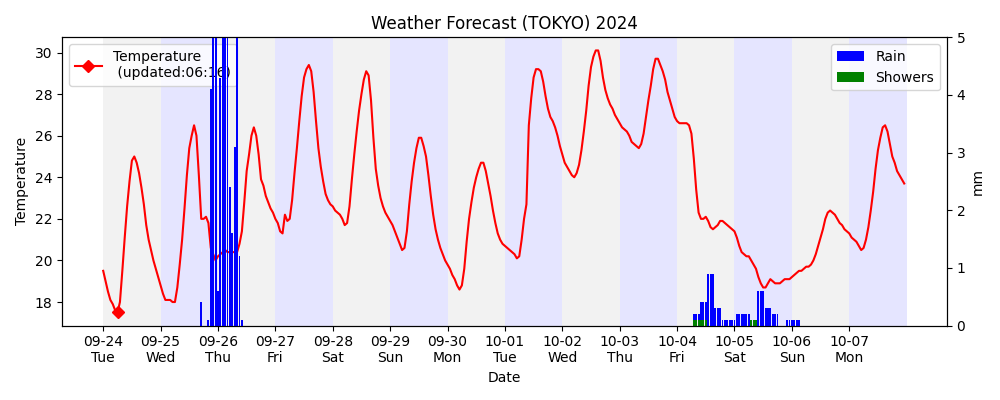 Weather Forecast (TOKYO) 2024
Temperature
(updated:06:16)
Rain
Showers
30
28
26
24
22
20
18
5
4
3
2
1
0
Temperature
mm
09-24 09-25 09-26 09-27 09-28 09-29 09-30 10-01 10-02 10-03 10-04 10-05 10-06 10-07
Tue Wed Thu Fri Sat Sun Mon Tue Wed Thu Fri Sat Sun Mon
Date